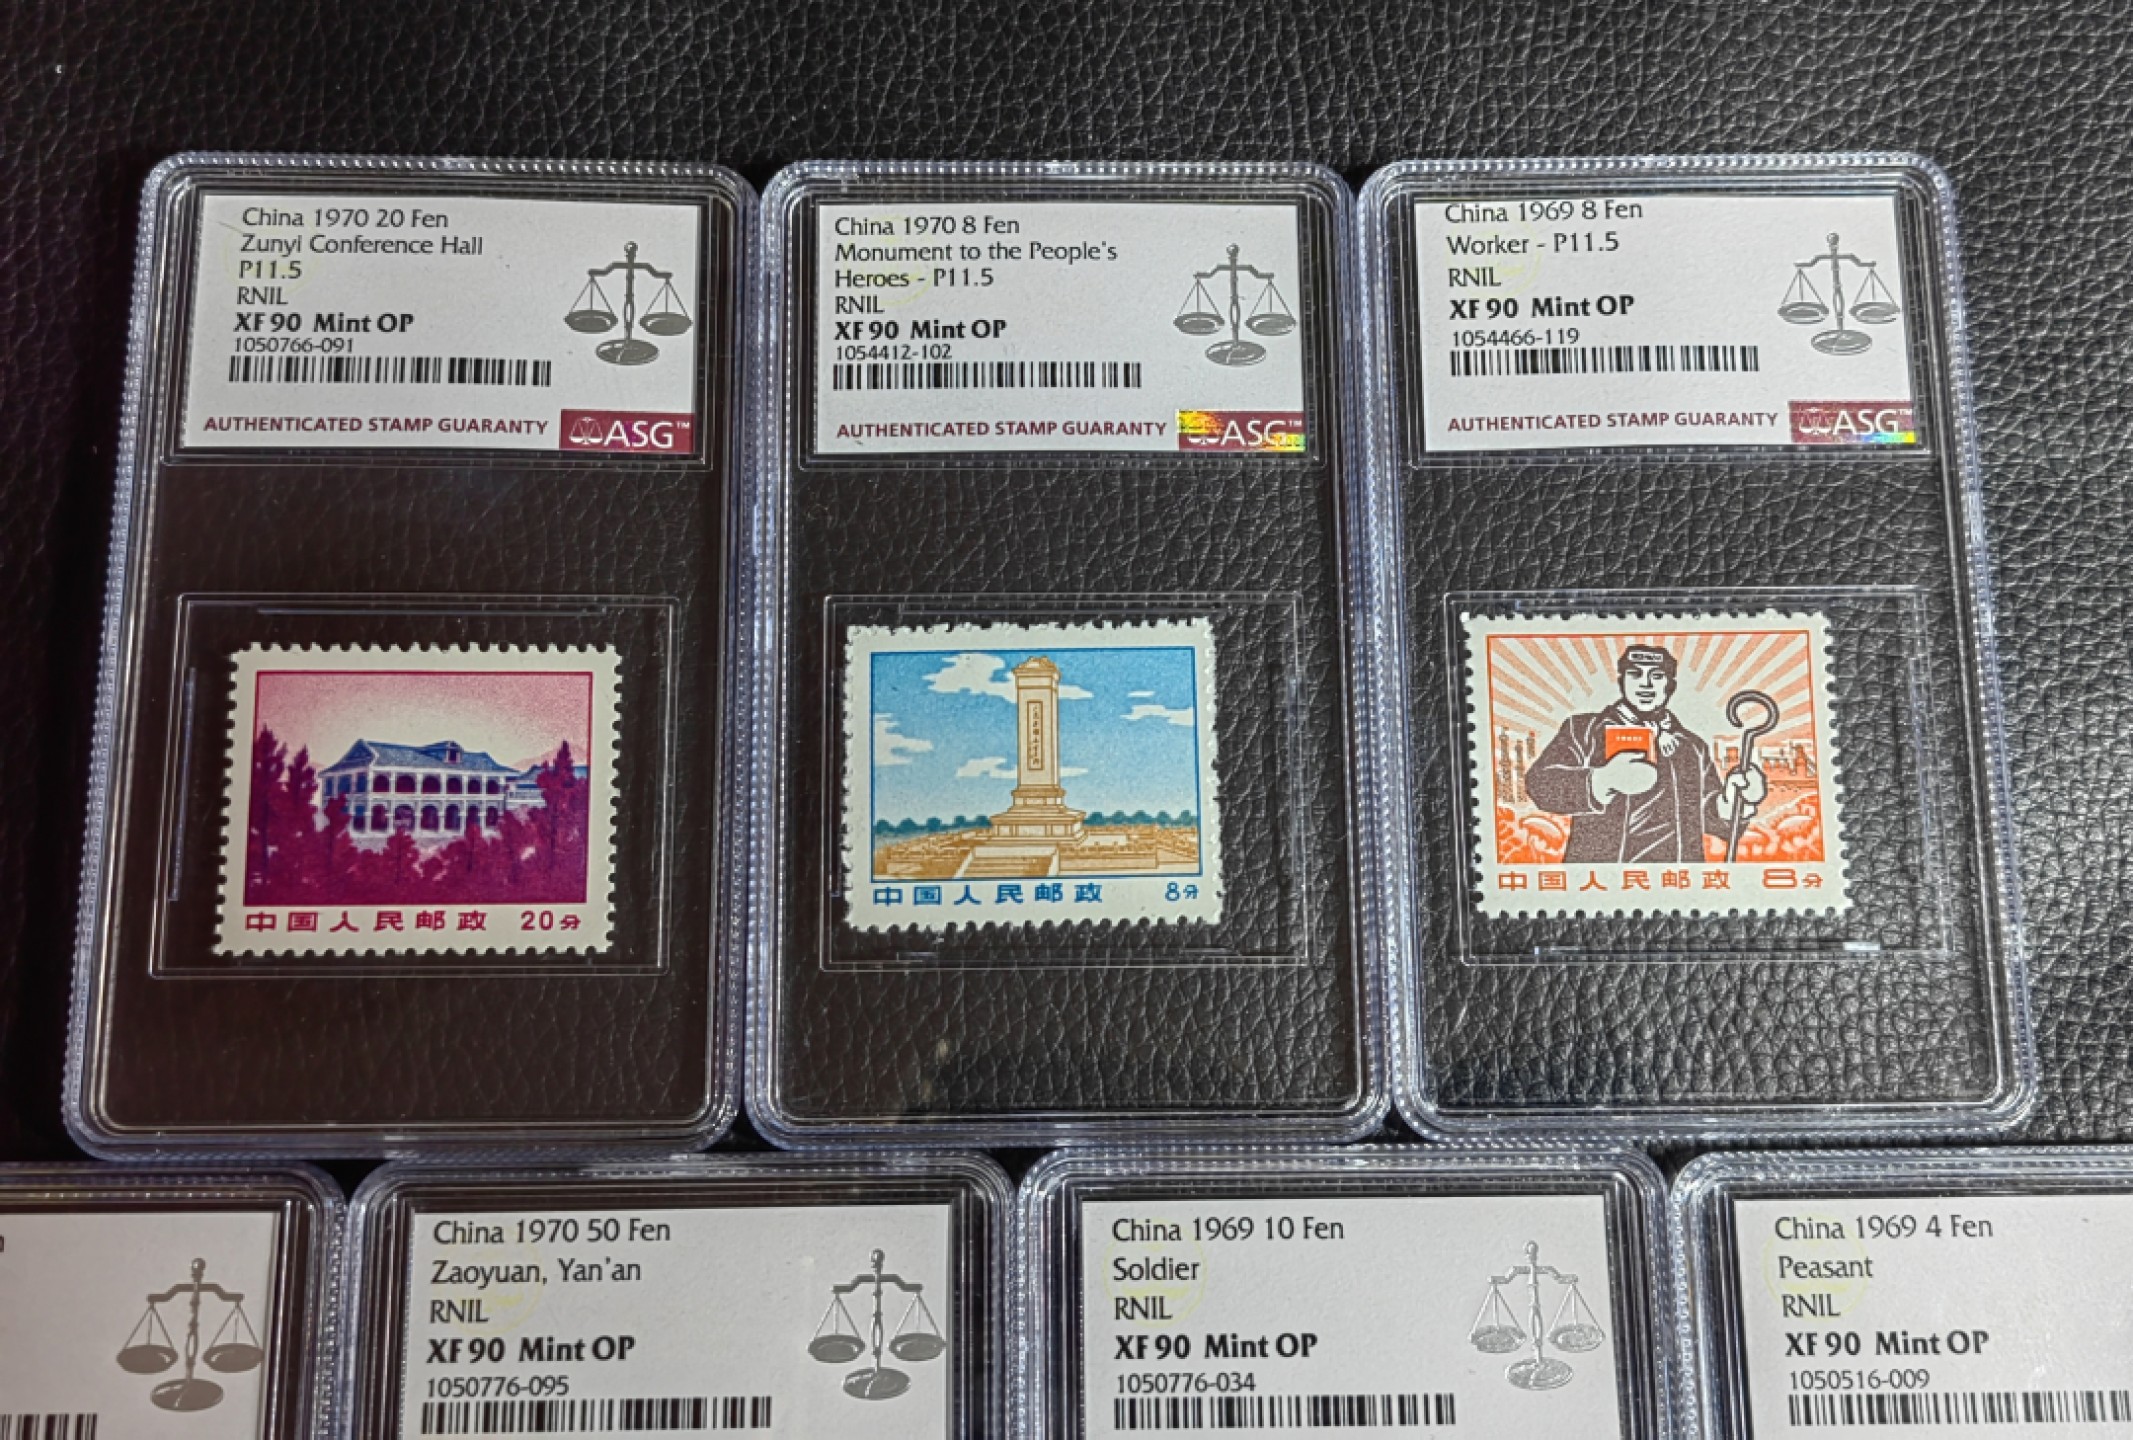 China 1970 20 Fen
Zunyi Conference Hall
P11.5
RNIL
XF 90 Mint OP
1050766-091
AUTHENTICATED STAMP GUARANTY ASG™
中国人民邮政 20分
China 1970 8 Fen
Monument to the People's
Heroes - P11.5
RNIL
XF 90 Mint OP
1054412-102
AUTHENTICATED STAMP GUARANTY ASG™
中国人民邮政 8分
China 1969 8 Fen
Worker - P11.5
RNIL
XF 90 Mint OP
1054466-119
AUTHENTICATED STAMP GUARANTY ASG™
中国人民邮政 8分
China 1970 50 Fen
Zaoyuan, Yan'an
RNIL
XF 90 Mint OP
1050776-095
China 1969 10 Fen
Soldier
RNIL
XF 90 Mint OP
1050776-034
China 1969 4 Fen
Peasant
RNIL
XF 90 Mint OP
1050516-009